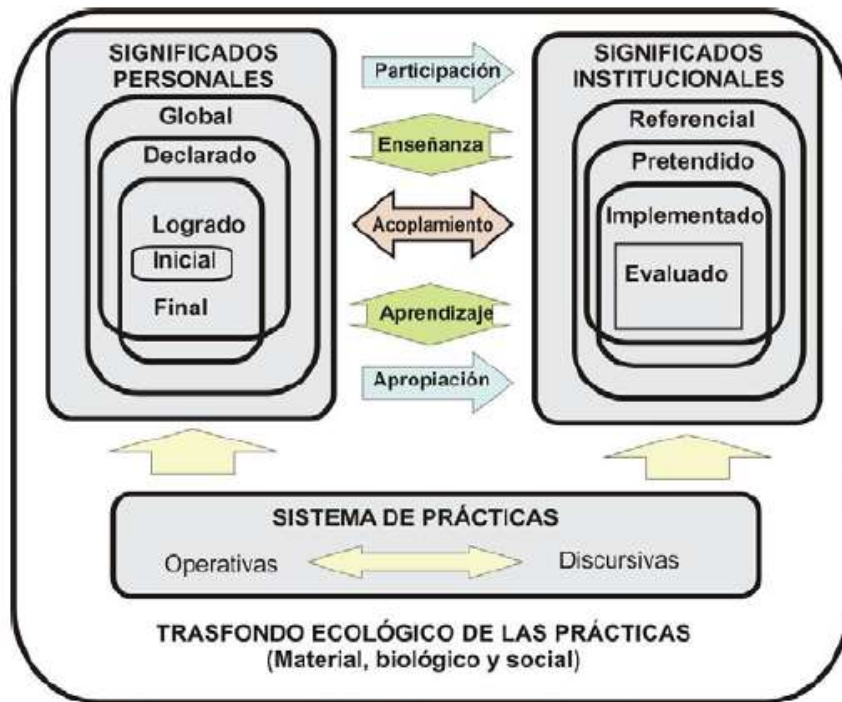 SIGNIFICADOS
PERSONALES
Global
Declarado
Logrado
Inicial
Final
Participación
Enseñanza
Acoplamiento
Aprendizaje
Apropiación
SIGNIFICADOS
INSTITUCIONALES
Referencial
Pretendido
Implementado
Evaluado
SISTEMA DE PRÁCTICAS
Operativas
Discursivas
TRASFONDO ECOLÓGICO DE LAS PRÁCTICAS
(Material, biológico y social)